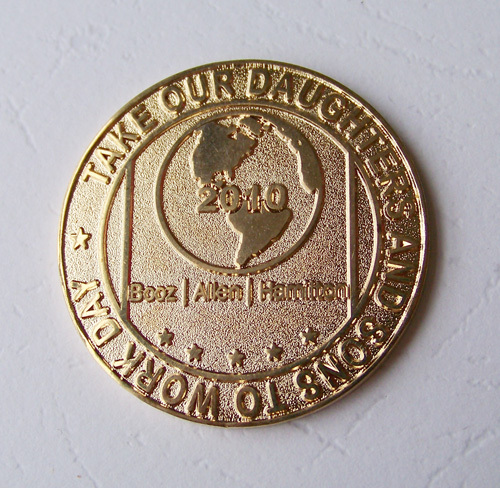 TAKE OUR DAUGHTERS AND SONS TO WORK DAY
2010
Booz | Allen | Hamilton